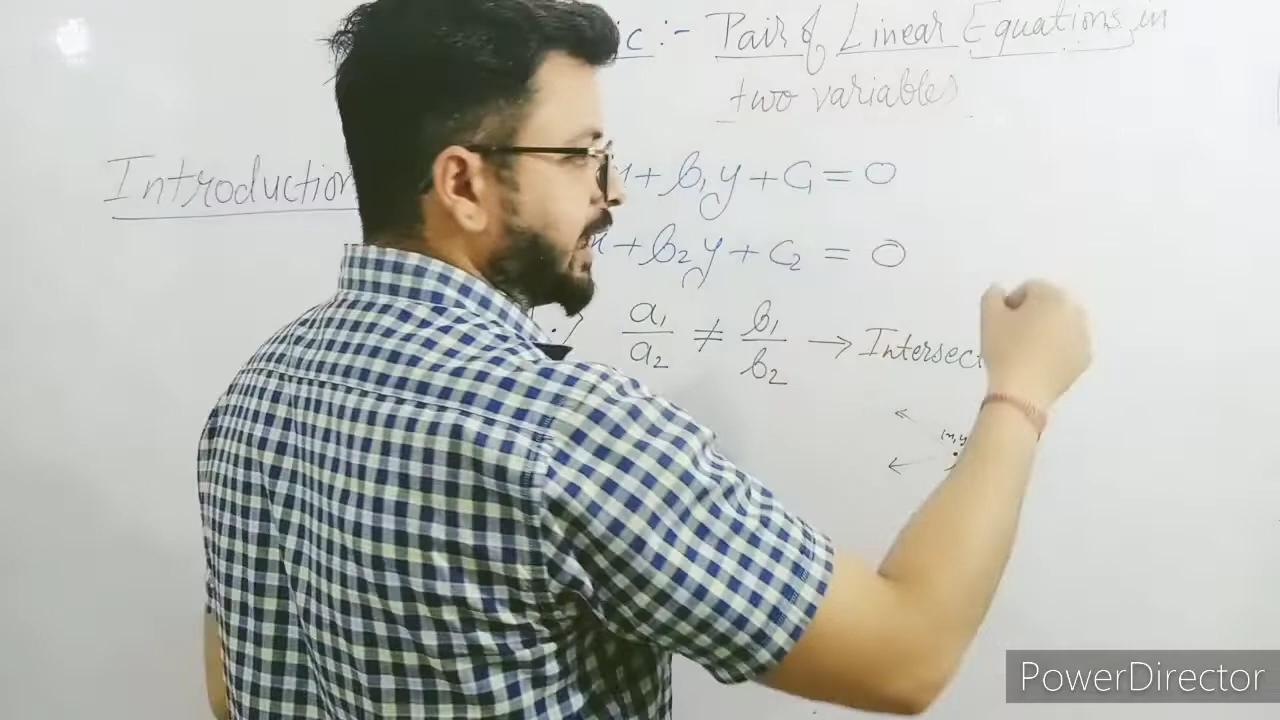 c :- Pair of Linear Equations in
two variables
Introduction
x + b₁y + C₁ = 0
x + b₂y + C₂ = 0
a₁/a₂ ≠ b₁/b₂ → Intersect
x,y
PowerDirector